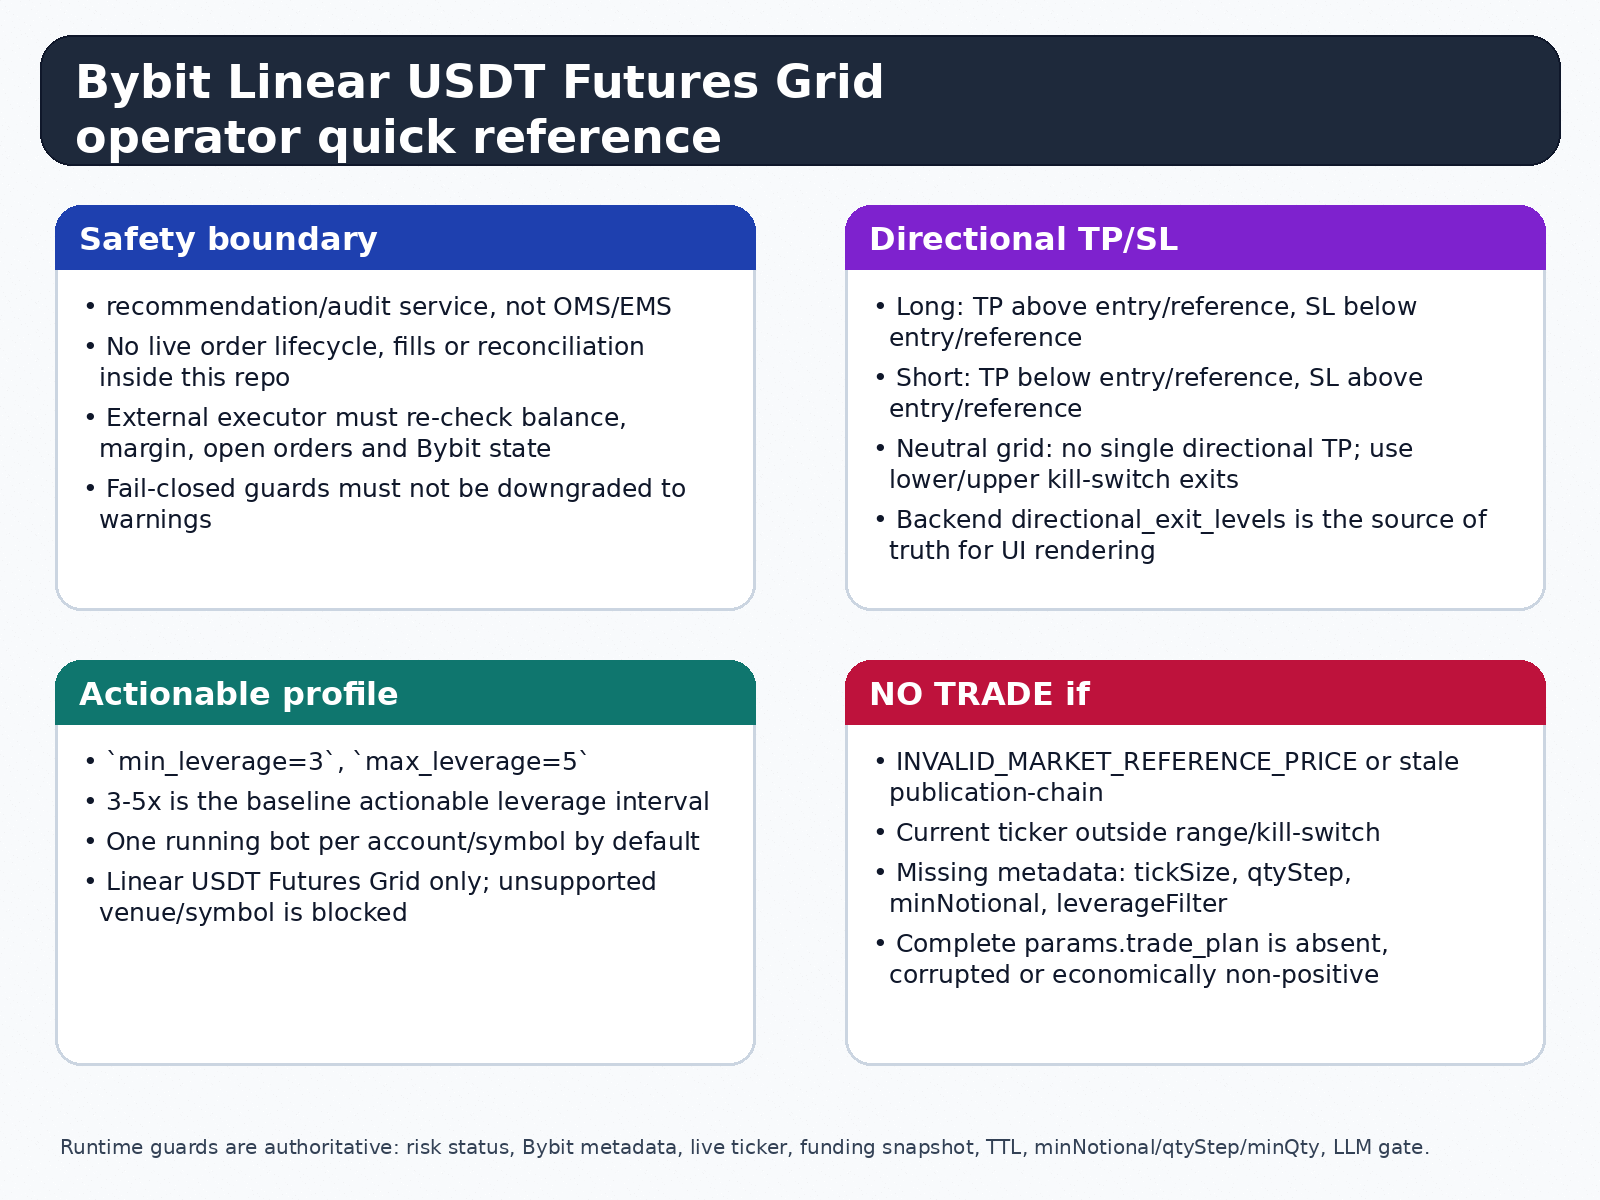 Bybit Linear USDT Futures Grid
operator quick reference
Safety boundary
• recommendation/audit service, not OMS/EMS
• No live order lifecycle, fills or reconciliation
inside this repo
• External executor must re-check balance,
margin, open orders and Bybit state
• Fail-closed guards must not be downgraded to
warnings
Directional TP/SL
• Long: TP above entry/reference, SL below
entry/reference
• Short: TP below entry/reference, SL above
entry/reference
• Neutral grid: no single directional TP; use
lower/upper kill-switch exits
• Backend directional_exit_levels is the source of
truth for UI rendering
Actionable profile
• `min_leverage=3`, `max_leverage=5`
• 3-5x is the baseline actionable leverage interval
• One running bot per account/symbol by default
• Linear USDT Futures Grid only; unsupported
venue/symbol is blocked
NO TRADE if
• INVALID_MARKET_REFERENCE_PRICE or stale
publication-chain
• Current ticker outside range/kill-switch
• Missing metadata: tickSize, qtyStep,
minNotional, leverageFilter
• Complete params.trade_plan is absent,
corrupted or economically non-positive
Runtime guards are authoritative: risk status, Bybit metadata, live ticker, funding snapshot, TTL, minNotional/qtyStep/minQty, LLM gate.